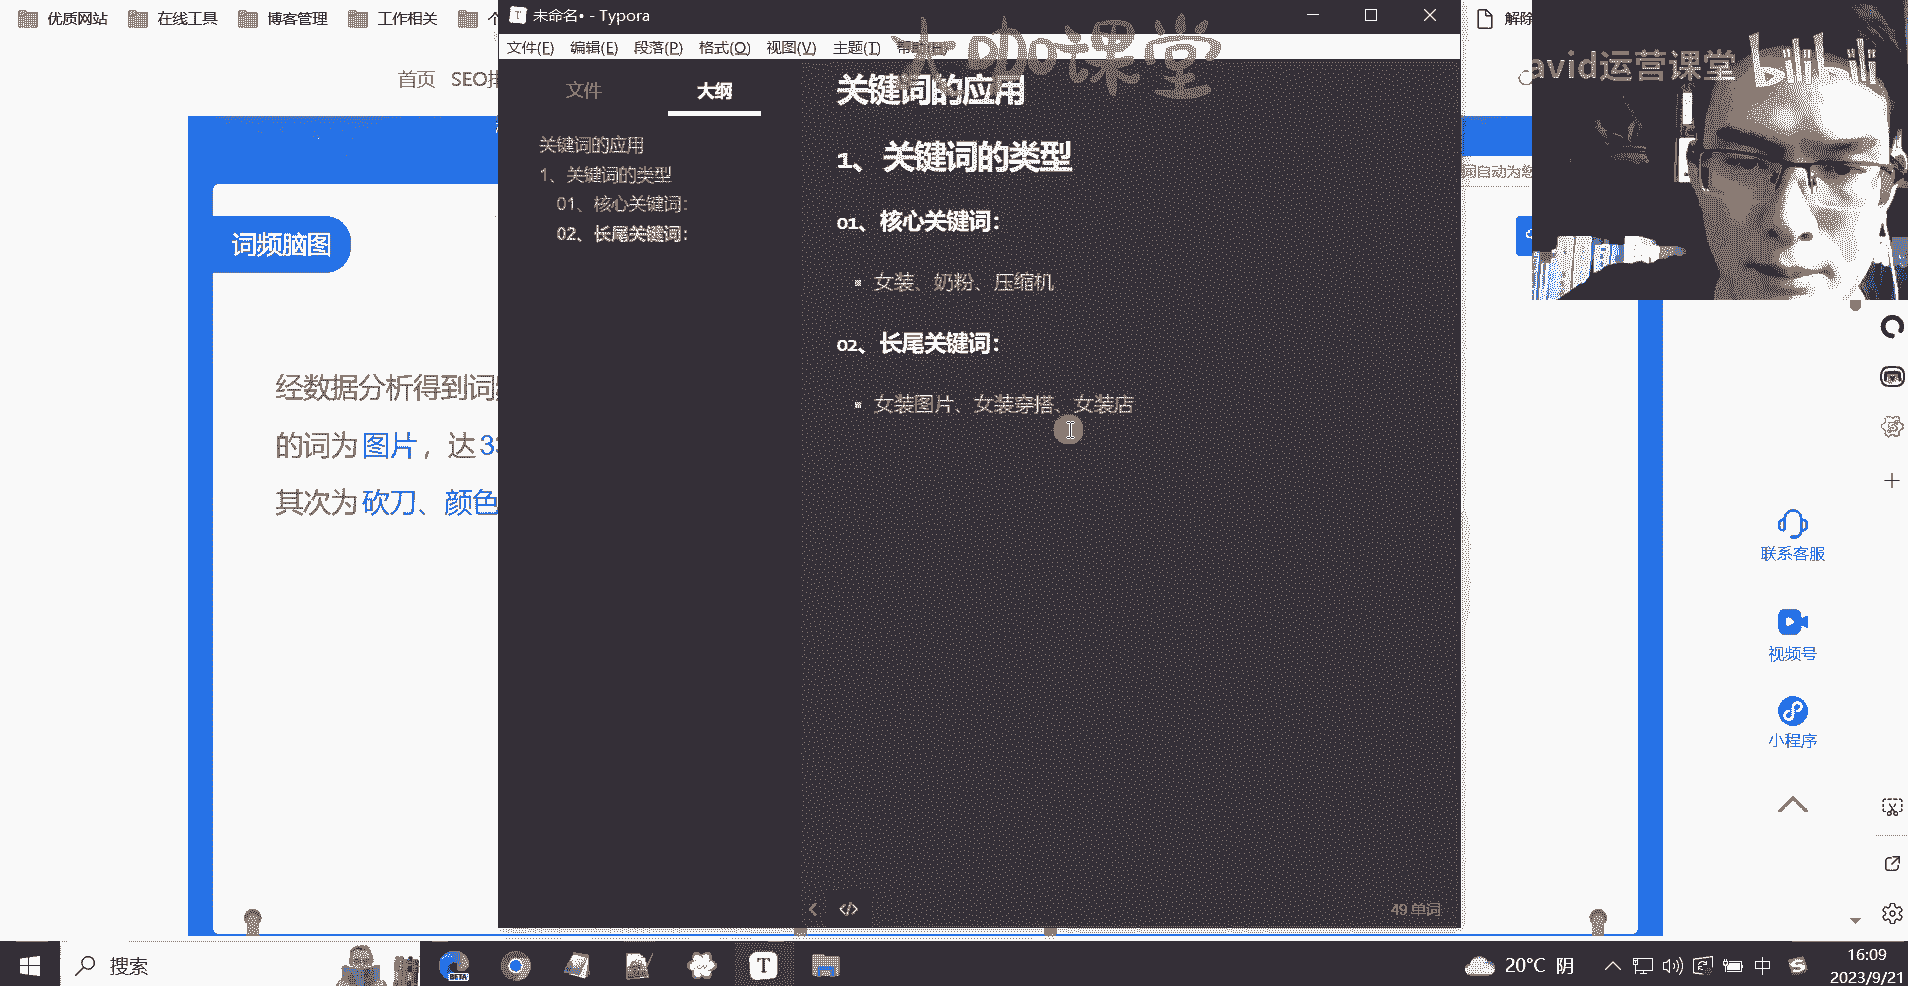 优质网站
在线工具
博客管理
工作相关
未命名• - Typora
解除
文件(F) 编辑(E) 段落(P) 格式(O) 视图(V) 主题(T) 帮助(H)
大咖课堂
avid运营课堂
bilibili
首页 SEO
文件
大纲
关键词的应用
1、关键词的类型
01、核心关键词:
02、长尾关键词:
关键词的应用
1、关键词的类型
01、核心关键词:
女装、奶粉、压缩机
02、长尾关键词:
女装图片、女装穿搭、女装店
自动为您
词频脑图
经数据分析得到词
的词为 图片 ，达 33
其次为 砍刀、颜色
联系客服
视频号
小程序
</> 49 单词
搜索
BETA
T
20°C 阴
中
16:09
2023/9/21